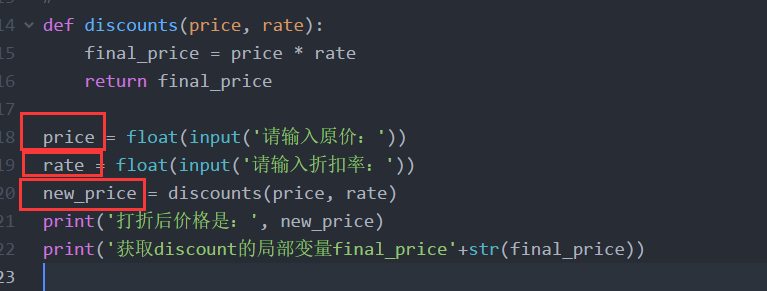 14 def discounts(price, rate):
15 final_price = price * rate
16 return final_price
17
18 price = float(input('请输入原价：'))
19 rate = float(input('请输入折扣率：'))
20 new_price = discounts(price, rate)
21 print('打折后价格是：', new_price)
22 print('获取discount的局部变量final_price'+str(final_price))
23